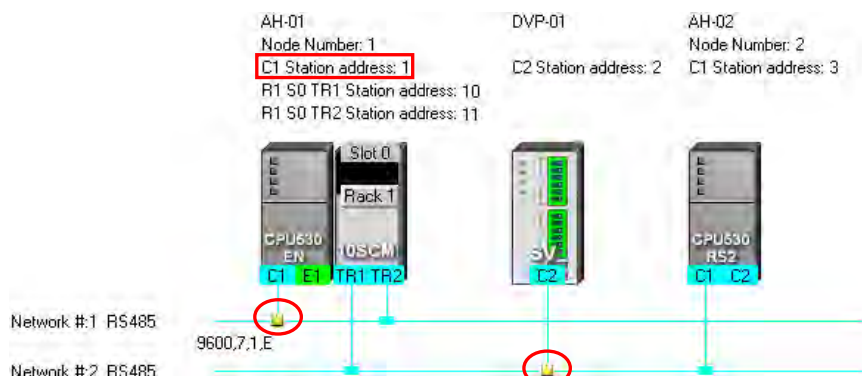 AH-01
Node Number: 1
C1 Station address: 1
R1 S0 TR1 Station address: 10
R1 S0 TR2 Station address: 11
DVP-01
C2 Station address: 2
AH-02
Node Number: 2
C1 Station address: 3
Slot 0
Rack 1
CPU530
EN
10SCM
C1 E1 TR1 TR2
SV_
C2
CPU530
RS2
C1 C2
Network #:1 RS485
9600,7,1,E
Network #:2 RS485